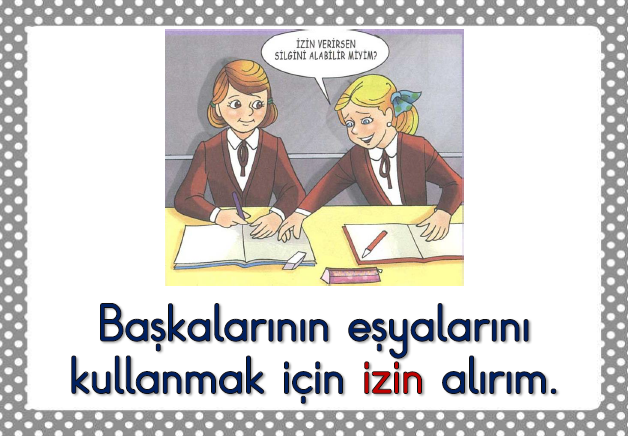 İZİN VERİRSEN
SİLGİNİ ALABİLİR MİYİM?
Başkalarının eşyalarını
kullanmak için izin alırım.